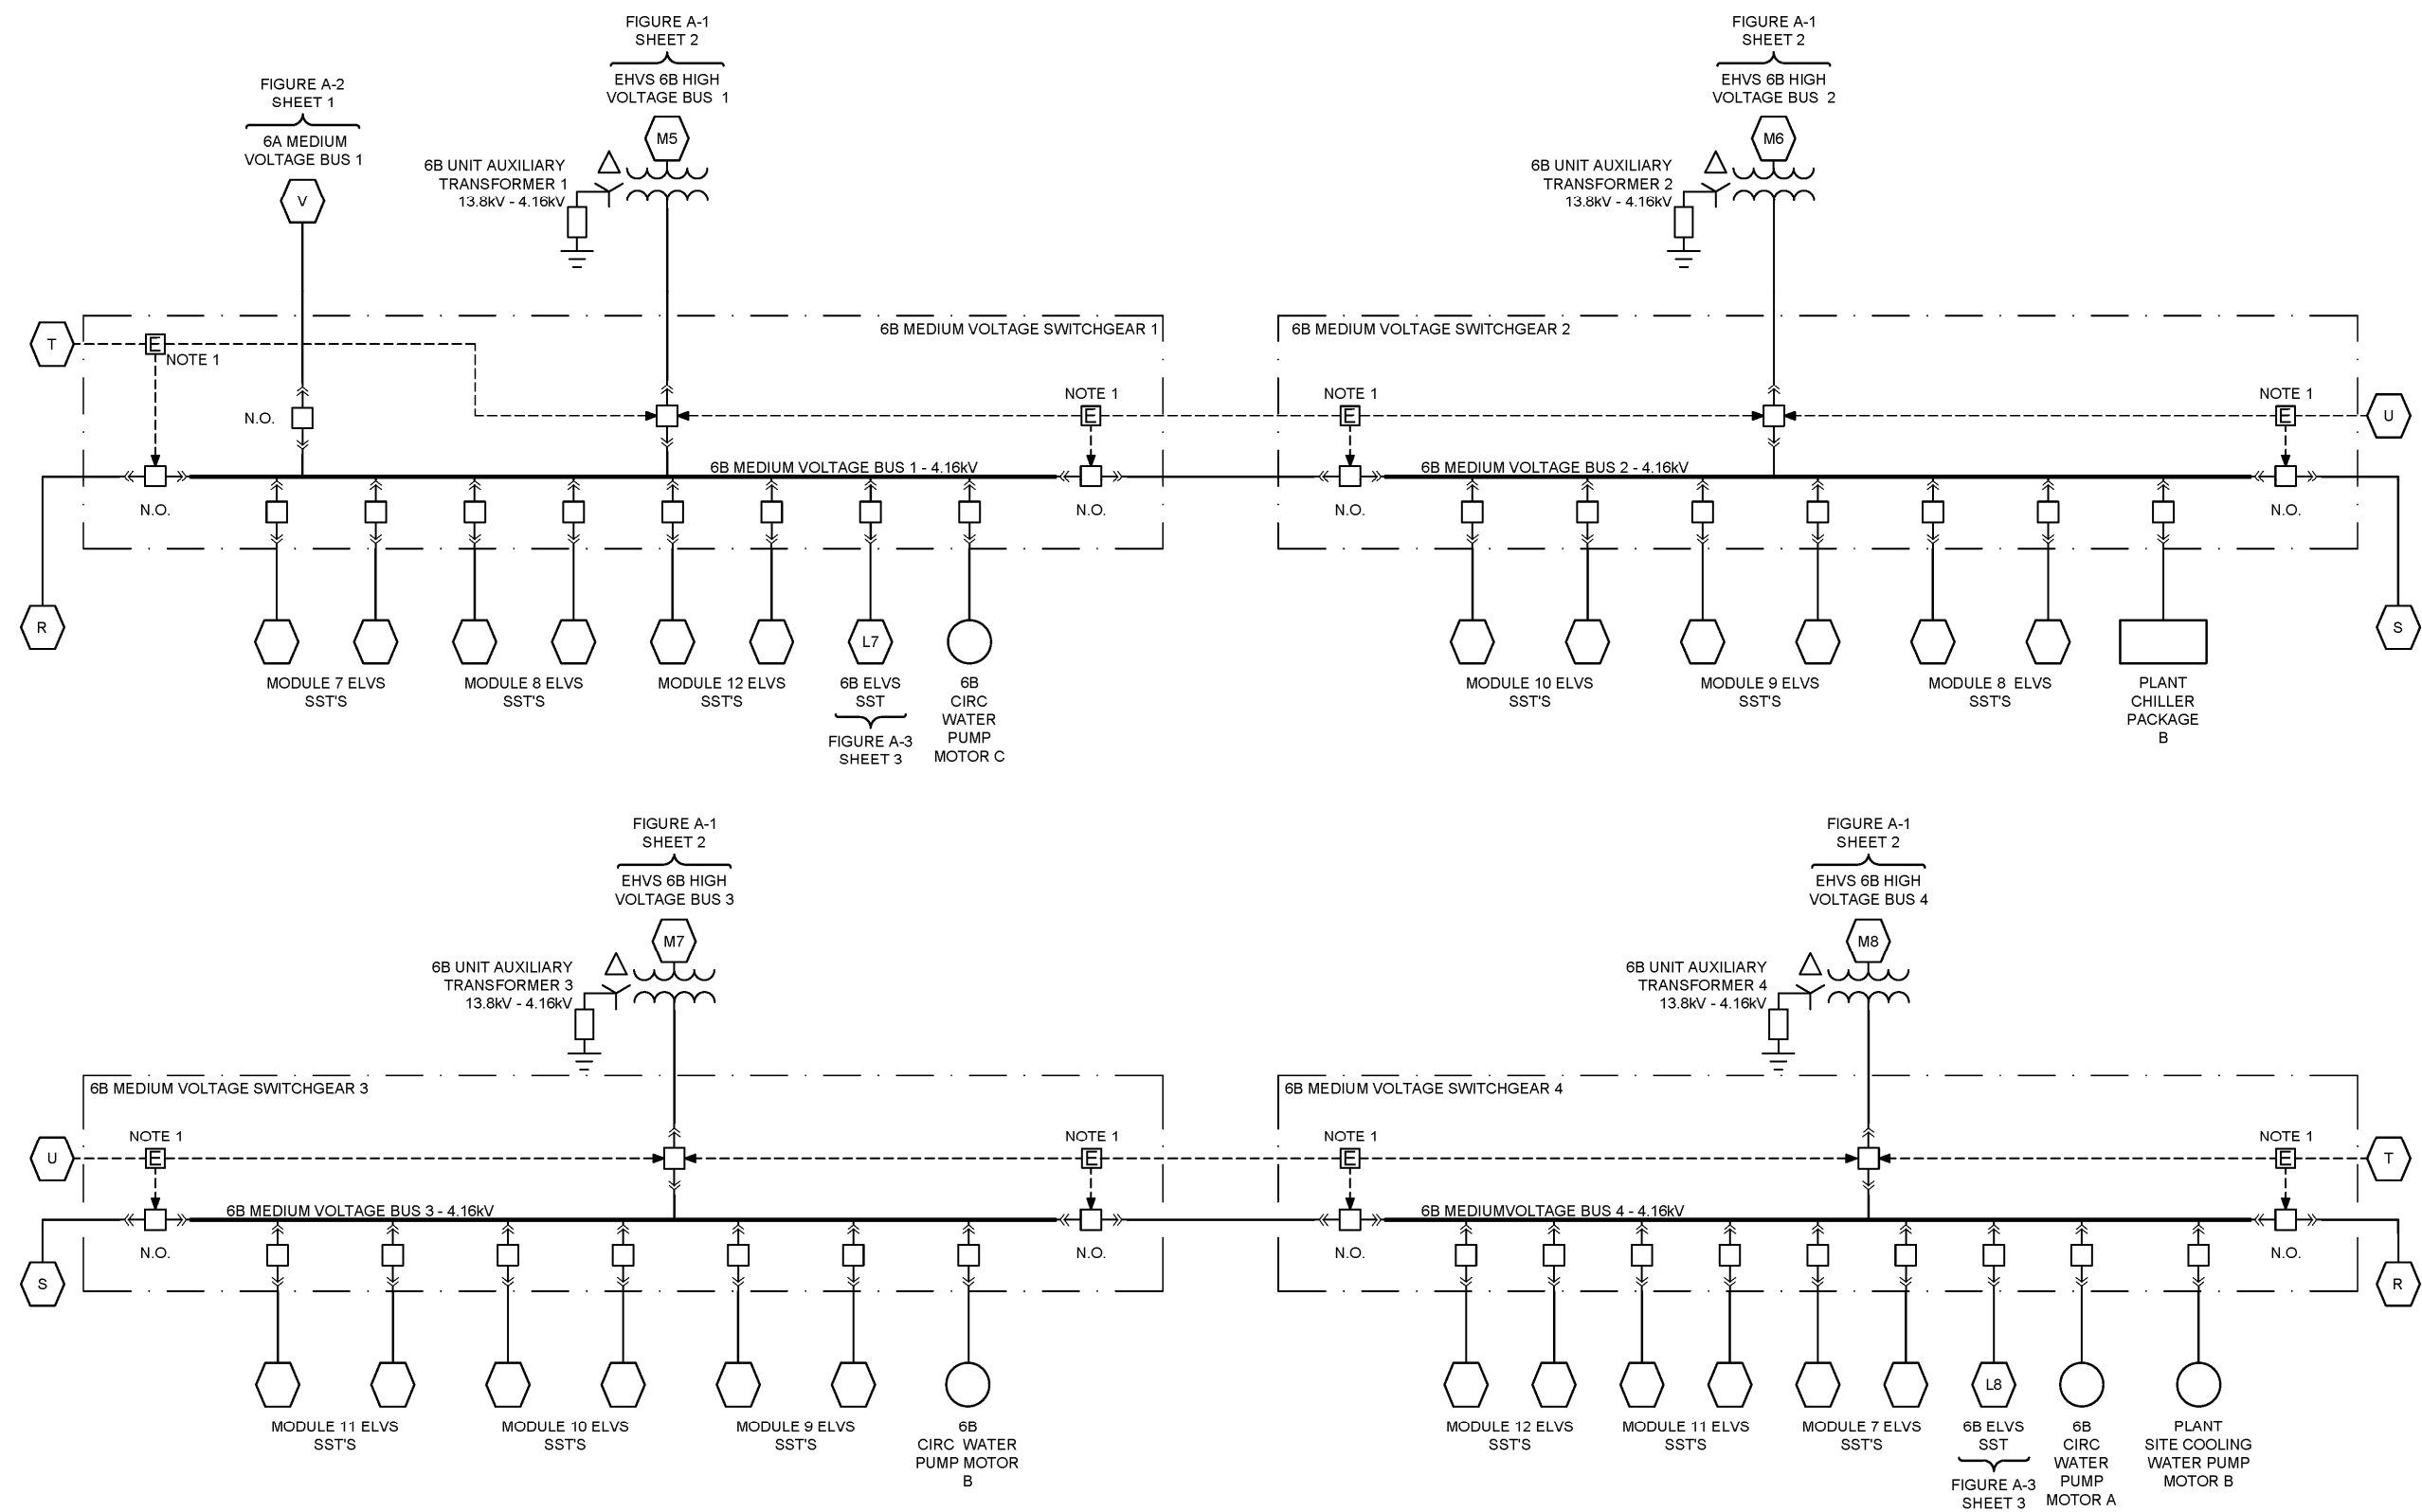 FIGURE A-1
SHEET 2
EHVS 6B HIGH
VOLTAGE BUS  1
M5
FIGURE A-2
SHEET 1
6A MEDIUM
VOLTAGE BUS 1
V
6B UNIT AUXILIARY
TRANSFORMER 1
13.8kV - 4.16kV
FIGURE A-1
SHEET 2
EHVS 6B HIGH
VOLTAGE BUS  2
M6
6B UNIT AUXILIARY
TRANSFORMER 2
13.8kV - 4.16kV
6B MEDIUM VOLTAGE SWITCHGEAR 1
T
E
NOTE 1
N.O.
NOTE 1
E
6B MEDIUM VOLTAGE BUS 1 - 4.16kV
N.O.
N.O.
R
6B MEDIUM VOLTAGE SWITCHGEAR 2
NOTE 1
E
NOTE 1
E
U
6B MEDIUM VOLTAGE BUS 2 - 4.16kV
N.O.
N.O.
S
L7
MODULE 7 ELVS
SST'S
MODULE 8 ELVS
SST'S
MODULE 12 ELVS
SST'S
6B ELVS
SST
FIGURE A-3
SHEET 3
6B
CIRC
WATER
PUMP
MOTOR C
MODULE 10 ELVS
SST'S
MODULE 9 ELVS
SST'S
MODULE 8  ELVS
SST'S
PLANT
CHILLER
PACKAGE
B
FIGURE A-1
SHEET 2
EHVS 6B HIGH
VOLTAGE BUS 3
M7
6B UNIT AUXILIARY
TRANSFORMER 3
13.8kV - 4.16kV
FIGURE A-1
SHEET 2
EHVS 6B HIGH
VOLTAGE BUS 4
M8
6B UNIT AUXILIARY
TRANSFORMER 4
13.8kV - 4.16kV
6B MEDIUM VOLTAGE SWITCHGEAR 3
U
NOTE 1
E
NOTE 1
E
6B MEDIUM VOLTAGE BUS 3 - 4.16kV
N.O.
N.O.
S
6B MEDIUM VOLTAGE SWITCHGEAR 4
NOTE 1
E
NOTE 1
E
T
6B MEDIUMVOLTAGE BUS 4 - 4.16kV
N.O.
N.O.
R
MODULE 11 ELVS
SST'S
MODULE 10 ELVS
SST'S
MODULE 9 ELVS
SST'S
6B
CIRC  WATER
PUMP MOTOR
B
L8
MODULE 12 ELVS
SST'S
MODULE 11 ELVS
SST'S
MODULE 7 ELVS
SST'S
6B ELVS
SST
FIGURE A-3
SHEET 3
6B
CIRC
WATER
PUMP
MOTOR A
PLANT
SITE COOLING
WATER PUMP
MOTOR B